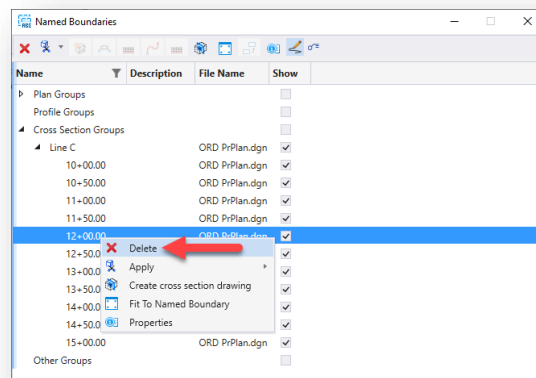 Named Boundaries
Name Description File Name Show
Plan Groups
Profile Groups
Cross Section Groups
Line C ORD PrPlan.dgn
10+00.00 ORD PrPlan.dgn
10+50.00 ORD PrPlan.dgn
11+00.00 ORD PrPlan.dgn
11+50.00 ORD PrPlan.dgn
12+00.00 ORD PrPlan.dgn
12+50.0
Delete
13+00.0
Apply
13+50.0
Create cross section drawing
14+00.0
Fit To Named Boundary
14+50.0
Properties
15+00.00 ORD PrPlan.dgn
Other Groups